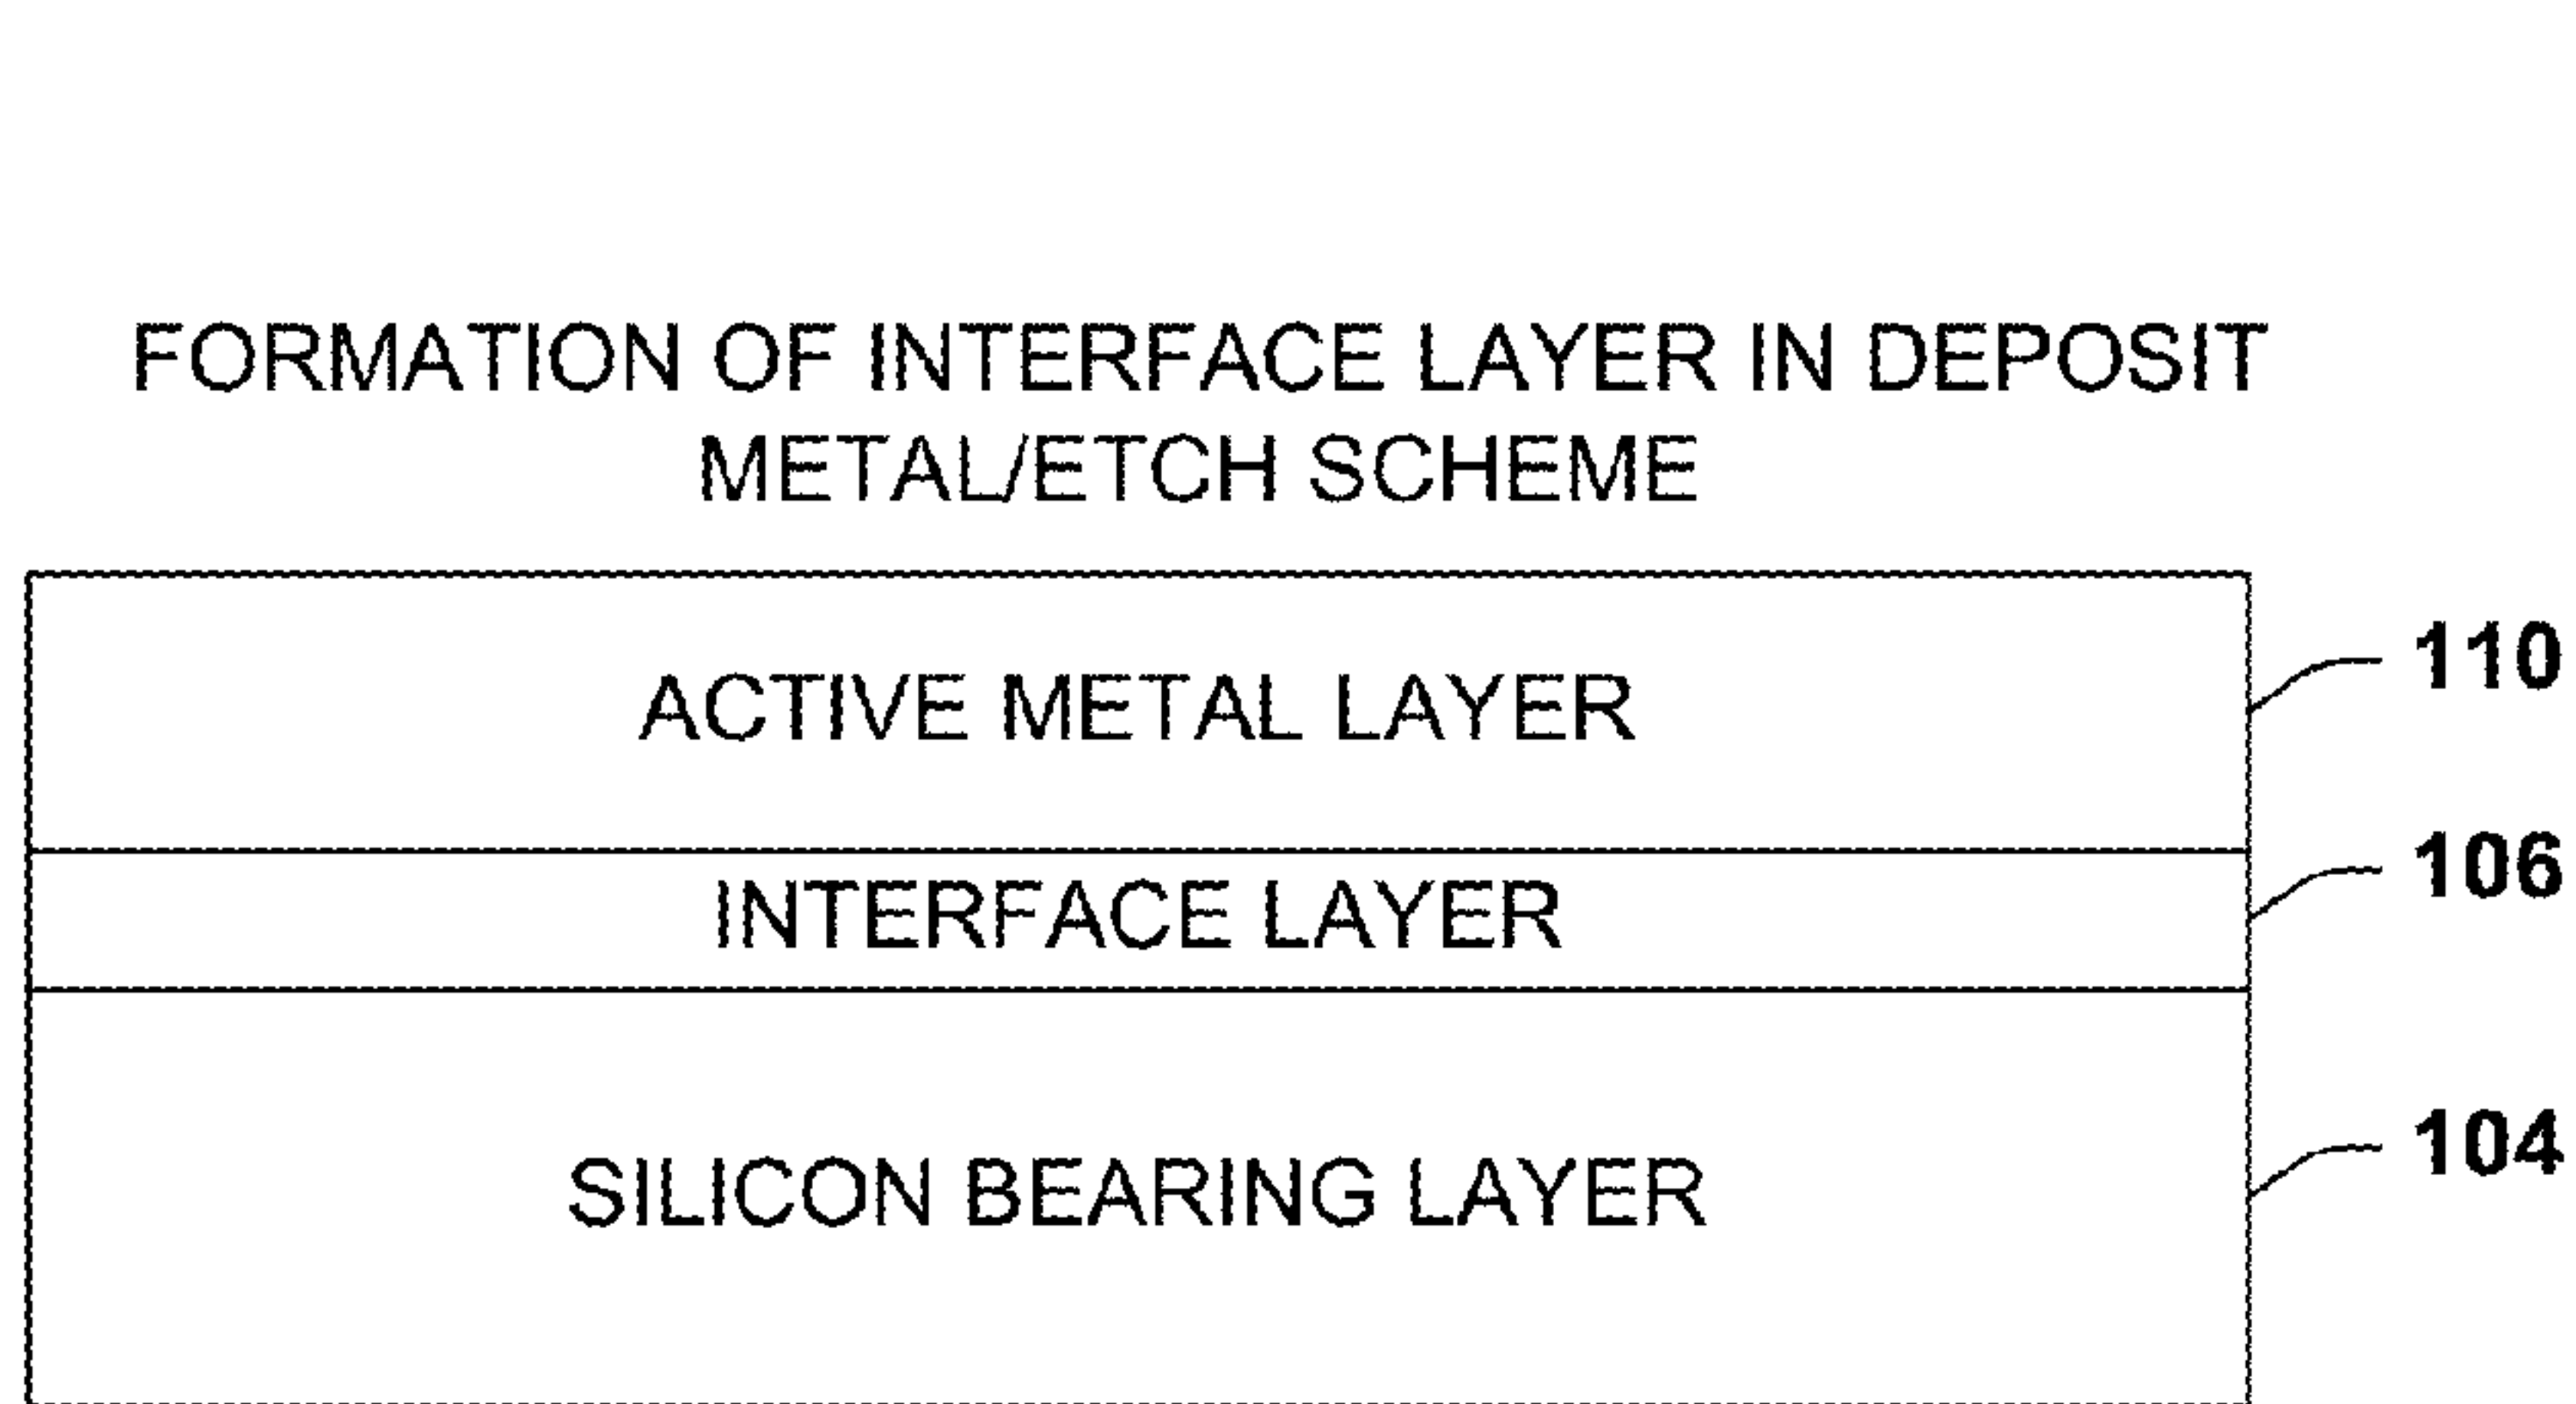 FORMATION OF INTERFACE LAYER IN DEPOSIT
METAL/ETCH SCHEME
ACTIVE METAL LAYER
110
INTERFACE LAYER
106
SILICON BEARING LAYER
104